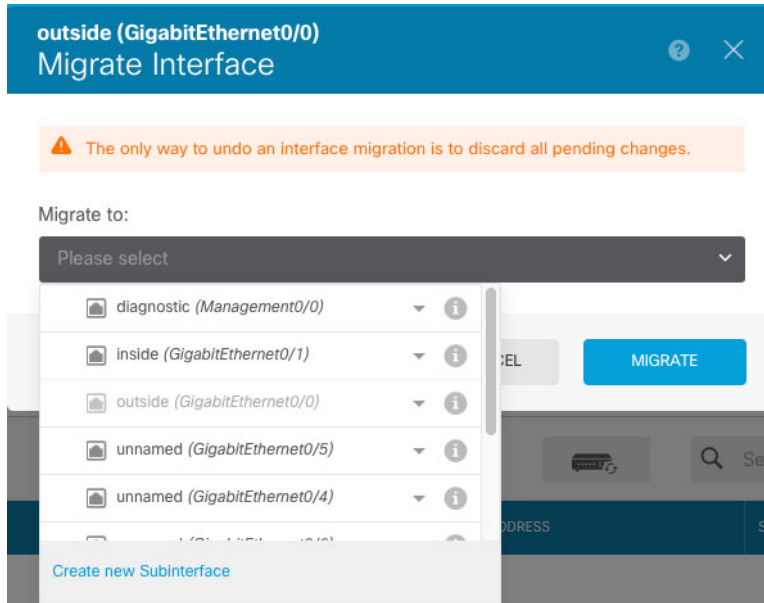 outside (GigabitEthernet0/0)
Migrate Interface
The only way to undo an interface migration is to discard all pending changes.
Migrate to:
Please select
diagnostic (Management0/0)
inside (GigabitEthernet0/1)
outside (GigabitEthernet0/0)
unnamed (GigabitEthernet0/5)
unnamed (GigabitEthernet0/4)
Create new Subinterface
MIGRATE